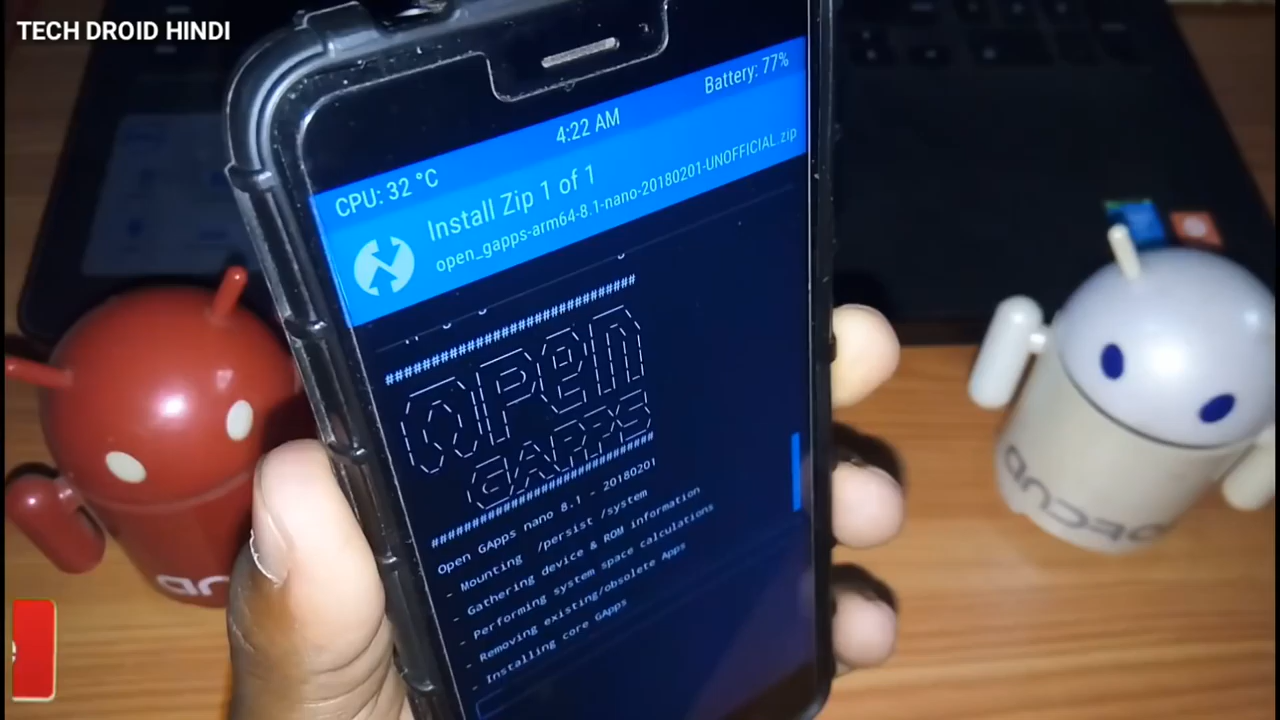 TECH DROID HINDI
Battery: 77%
4:22 AM
CPU: 32 °C
Install Zip 1 of 1
open_gapps-arm64-8.1-nano-20180201-UNOFFICIAL.zip
##########################
OPEN
GAPPS
##########################
Open GApps nano 8.1 - 20180201
- Mounting /persist /system
- Gathering device & ROM information
- Performing system space calculations
- Removing existing/obsolete Apps
- Installing core GApps